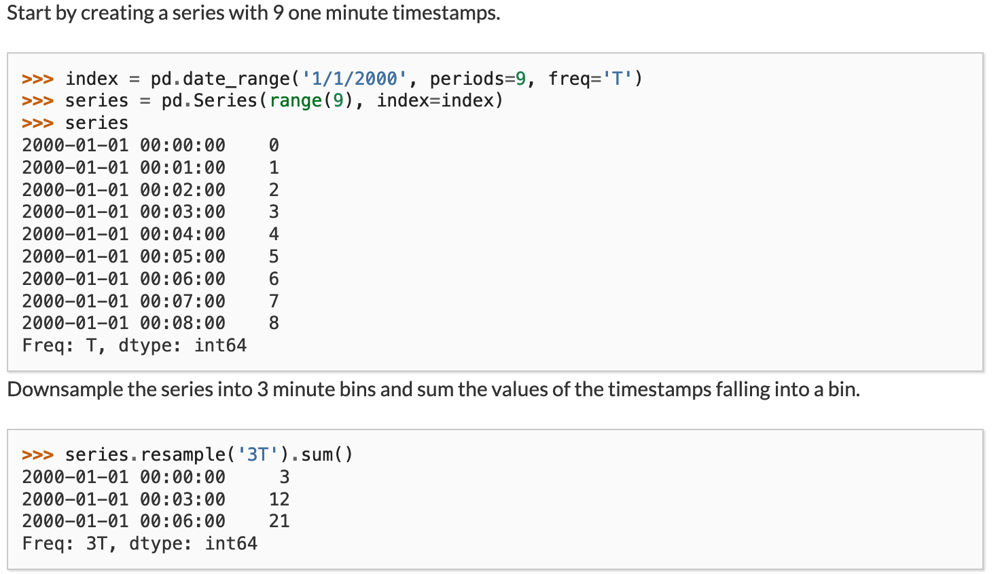 Start by creating a series with 9 one minute timestamps.
>>> index = pd.date_range('1/1/2000', periods=9, freq='T')
>>> series = pd.Series(range(9), index=index)
>>> series
2000-01-01 00:00:00    0
2000-01-01 00:01:00    1
2000-01-01 00:02:00    2
2000-01-01 00:03:00    3
2000-01-01 00:04:00    4
2000-01-01 00:05:00    5
2000-01-01 00:06:00    6
2000-01-01 00:07:00    7
2000-01-01 00:08:00    8
Freq: T, dtype: int64
Downsample the series into 3 minute bins and sum the values of the timestamps falling into a bin.
>>> series.resample('3T').sum()
2000-01-01 00:00:00     3
2000-01-01 00:03:00    12
2000-01-01 00:06:00    21
Freq: 3T, dtype: int64